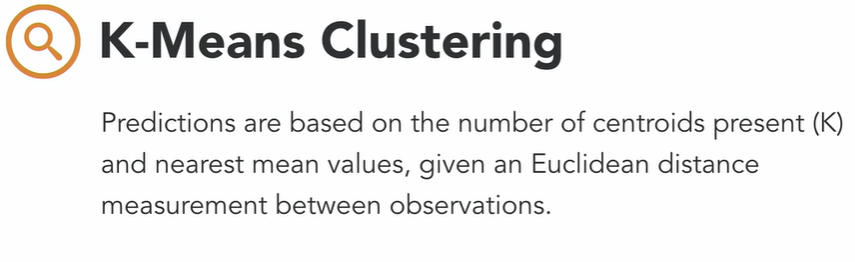 K-Means Clustering
Predictions are based on the number of centroids present (K)
and nearest mean values, given an Euclidean distance
measurement between observations.